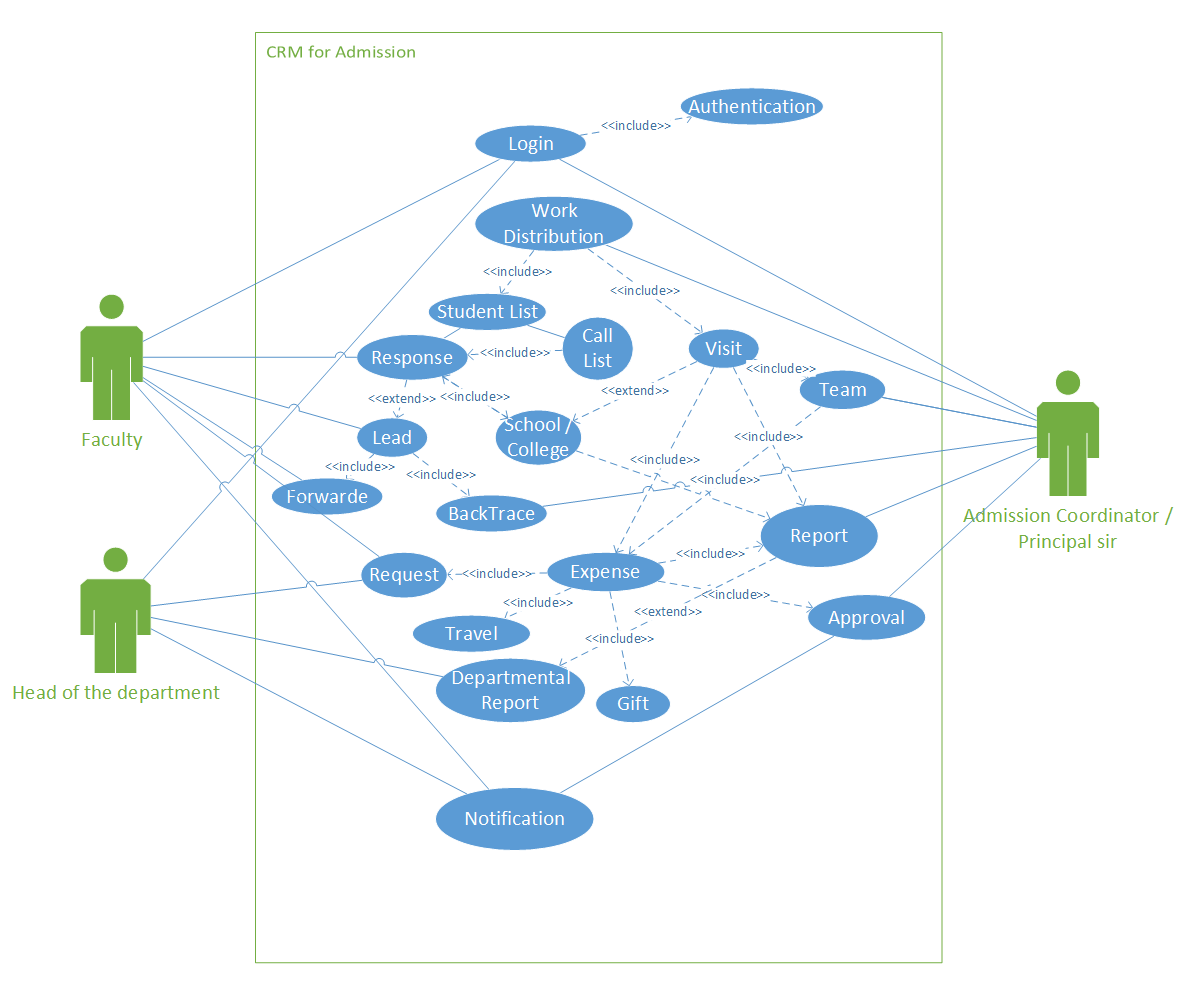 CRM for Admission
Authentication
<<include>>
Login
Work
Distribution
<<include>>
<<include>>
Student List
Call
List
Visit
<<include>>
Response
<<include>>
Team
<<extend>>
<<include>>
<<extend>>
School /
College
Lead
<<include>>
Faculty
<<include>>
<<include>>
<<include>>
<<include>>
Forwarde
BackTrace
Admission Coordinator /
Principal sir
Report
<<include>>
Expense
<<include>>
Request
<<include>>
<<include>>
<<extend>>
Approval
Travel
<<include>>
Departmental
Report
Head of the department
Gift
Notification